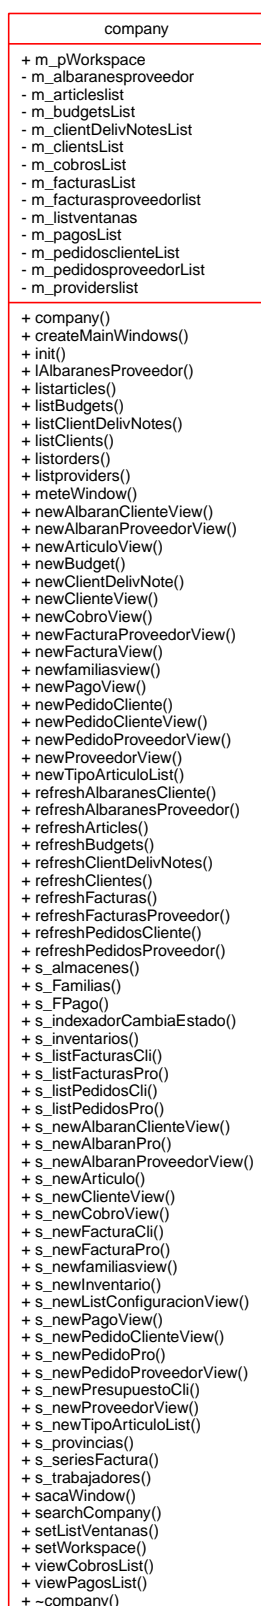 company
+ m_pWorkspace
- m_albaranesproveedor
- m_articleslist
- m_budgetsList
- m_clientDelivNotesList
- m_clientsList
- m_cobrosList
- m_facturasList
- m_facturasproveedorlist
- m_listventanas
- m_pagosList
- m_pedidosclienteList
- m_pedidosproveedorList
- m_providerslist
+ company()
+ createMainWindows()
+ init()
+ lAlbaranesProveedor()
+ listarticles()
+ listBudgets()
+ listClientDelivNotes()
+ listClients()
+ listorders()
+ listproviders()
+ meteWindow()
+ newAlbaranClienteView()
+ newAlbaranProveedorView()
+ newArticuloView()
+ newBudget()
+ newClientDelivNote()
+ newClienteView()
+ newCobroView()
+ newFacturaProveedorView()
+ newFacturaView()
+ newfamiliasview()
+ newPagoView()
+ newPedidoCliente()
+ newPedidoClienteView()
+ newPedidoProveedorView()
+ newProveedorView()
+ newTipoArticuloList()
+ refreshAlbaranesCliente()
+ refreshAlbaranesProveedor()
+ refreshArticles()
+ refreshBudgets()
+ refreshClientDelivNotes()
+ refreshClientes()
+ refreshFacturas()
+ refreshFacturasProveedor()
+ refreshPedidosCliente()
+ refreshPedidosProveedor()
+ s_almacenes()
+ s_Familias()
+ s_FPago()
+ s_indexadorCambiaEstado()
+ s_inventarios()
+ s_listFacturasCli()
+ s_listFacturasPro()
+ s_listPedidosCli()
+ s_listPedidosPro()
+ s_newAlbaranClienteView()
+ s_newAlbaranPro()
+ s_newAlbaranProveedorView()
+ s_newArticulo()
+ s_newClienteView()
+ s_newCobroView()
+ s_newFacturaCli()
+ s_newFacturaPro()
+ s_newfamiliasview()
+ s_newInventario()
+ s_newListConfiguracionView()
+ s_newPagoView()
+ s_newPedidoClienteView()
+ s_newPedidoPro()
+ s_newPedidoProveedorView()
+ s_newPresupuestoCli()
+ s_newProveedorView()
+ s_newTipoArticuloList()
+ s_provincias()
+ s_seriesFactura()
+ s_trabajadores()
+ sacaWindow()
+ searchCompany()
+ setListVentanas()
+ setWorkspace()
+ viewCobrosList()
+ viewPagosList()
+ ~company()